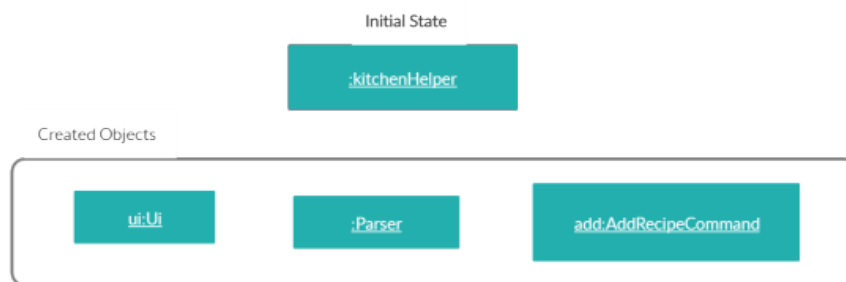 Initial State
:kitchenHelper
Created Objects
ui:Ui
:Parser
add:AddRecipeCommand